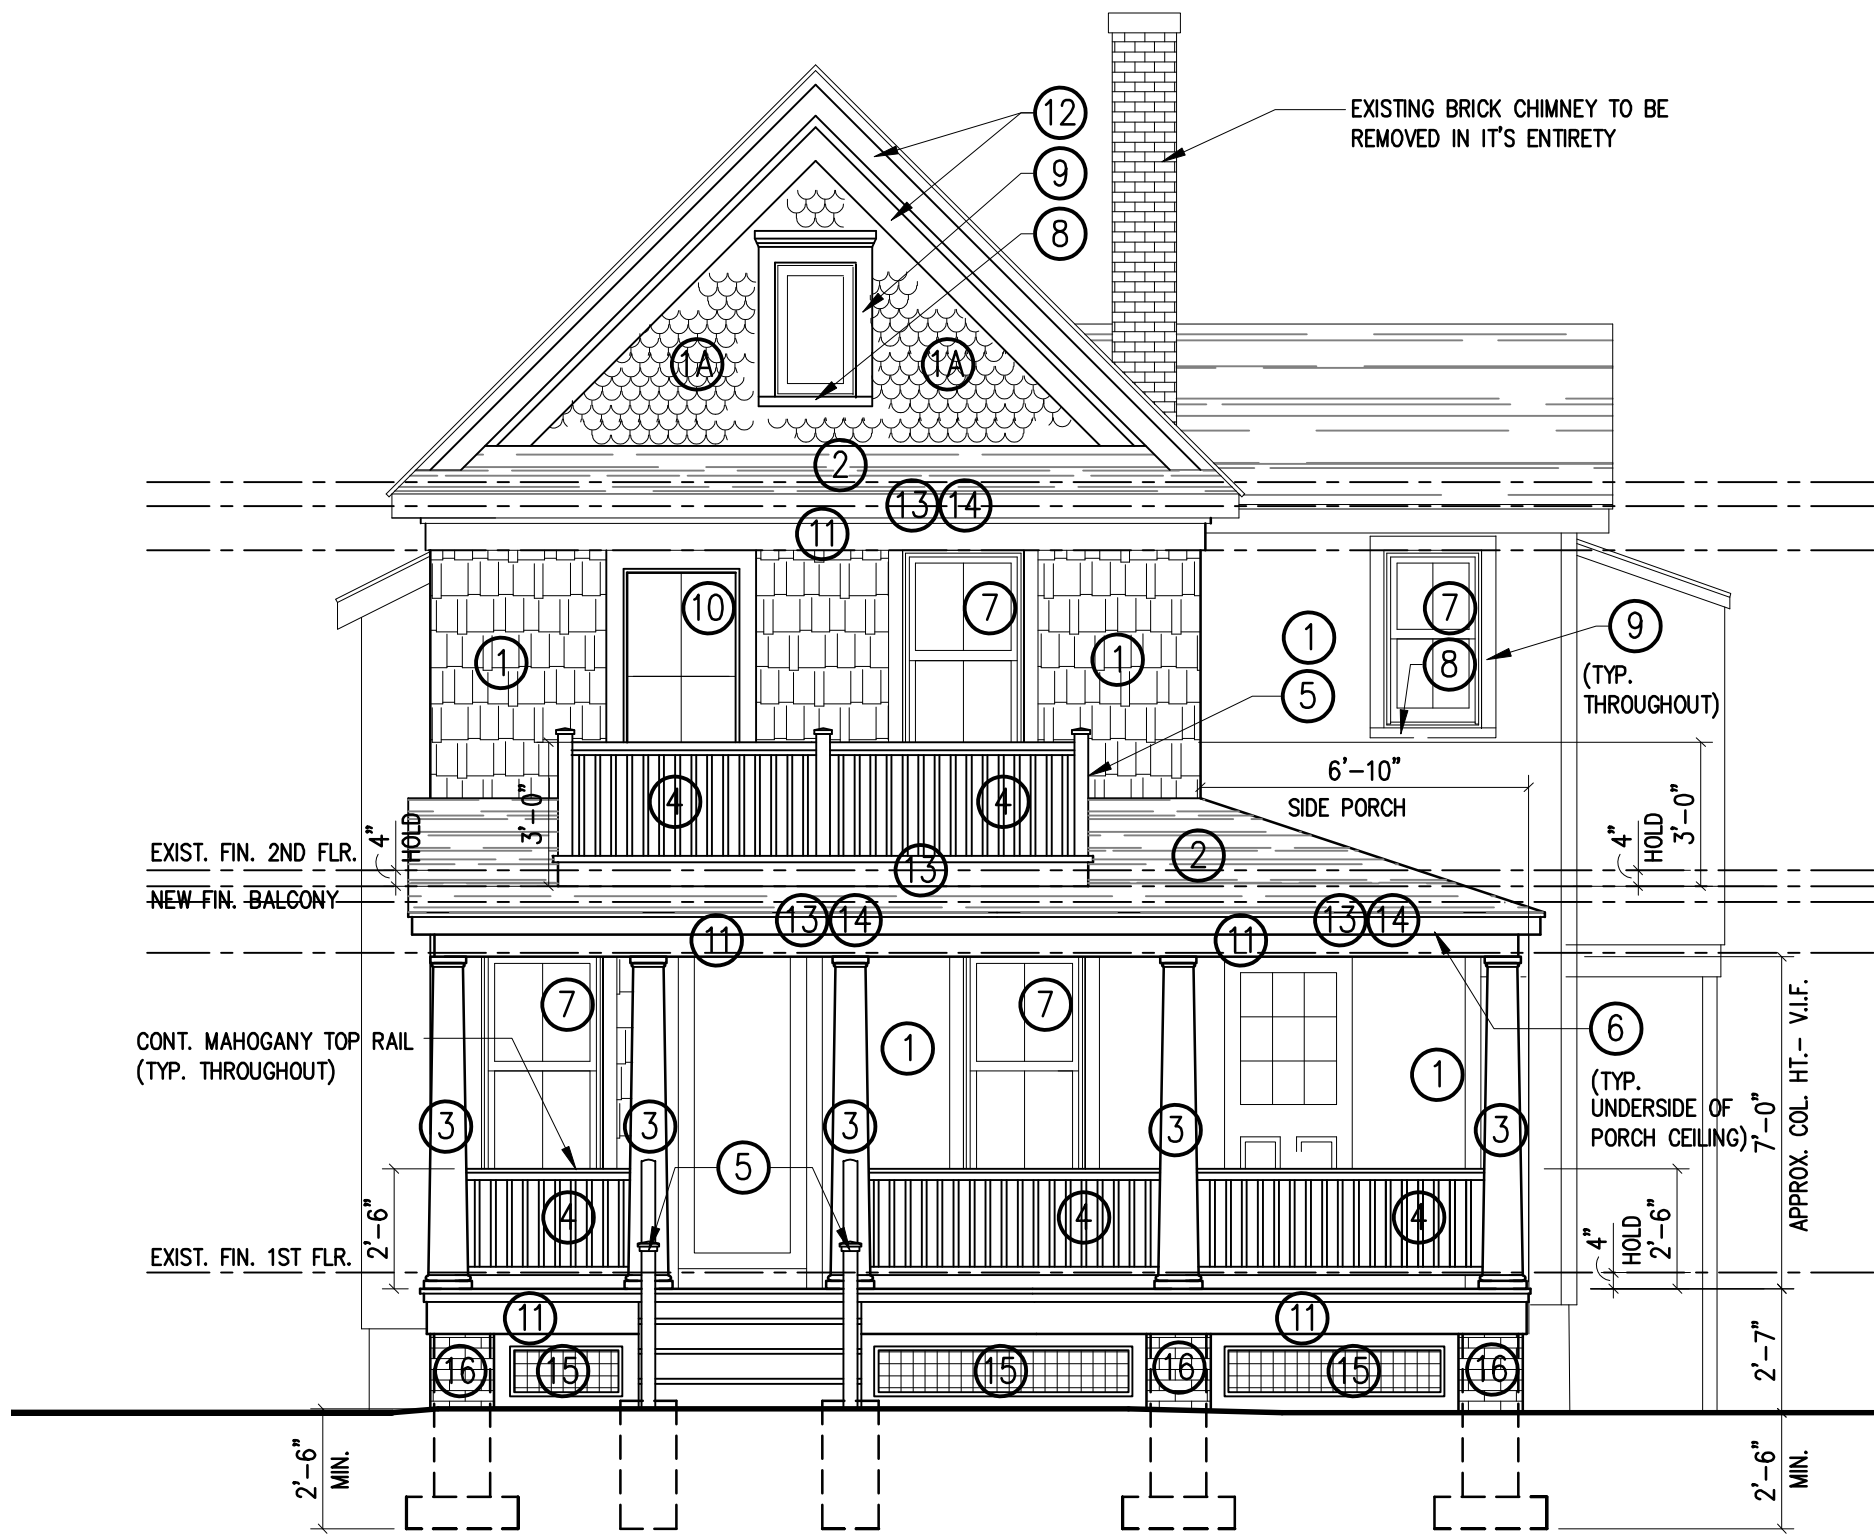 12
EXISTING BRICK CHIMNEY TO BE
REMOVED IN IT'S ENTIRETY
9
8
1A
1A
2
13 14
11
10
7
7
1
9
1
1
8
(TYP.
THROUGHOUT)
5
6'-10"
SIDE PORCH
4
4
3'-0"
4"
HOLD
4"
HOLD
3'-0"
EXIST. FIN. 2ND FLR.
2
13
NEW FIN. BALCONY
13 14
13 14
11
11
7
7
6
CONT. MAHOGANY TOP RAIL
(TYP. THROUGHOUT)
1
1
(TYP.
UNDERSIDE OF
PORCH CEILING)
7'-0"
APPROX. COL. HT.- V.I.F.
3
3
3
3
3
5
2'-6"
4
4
4
4"
HOLD
2'-6"
EXIST. FIN. 1ST FLR.
11
11
16
15
15
16
15
16
2'-7"
2'-6"
MIN.
2'-6"
MIN.